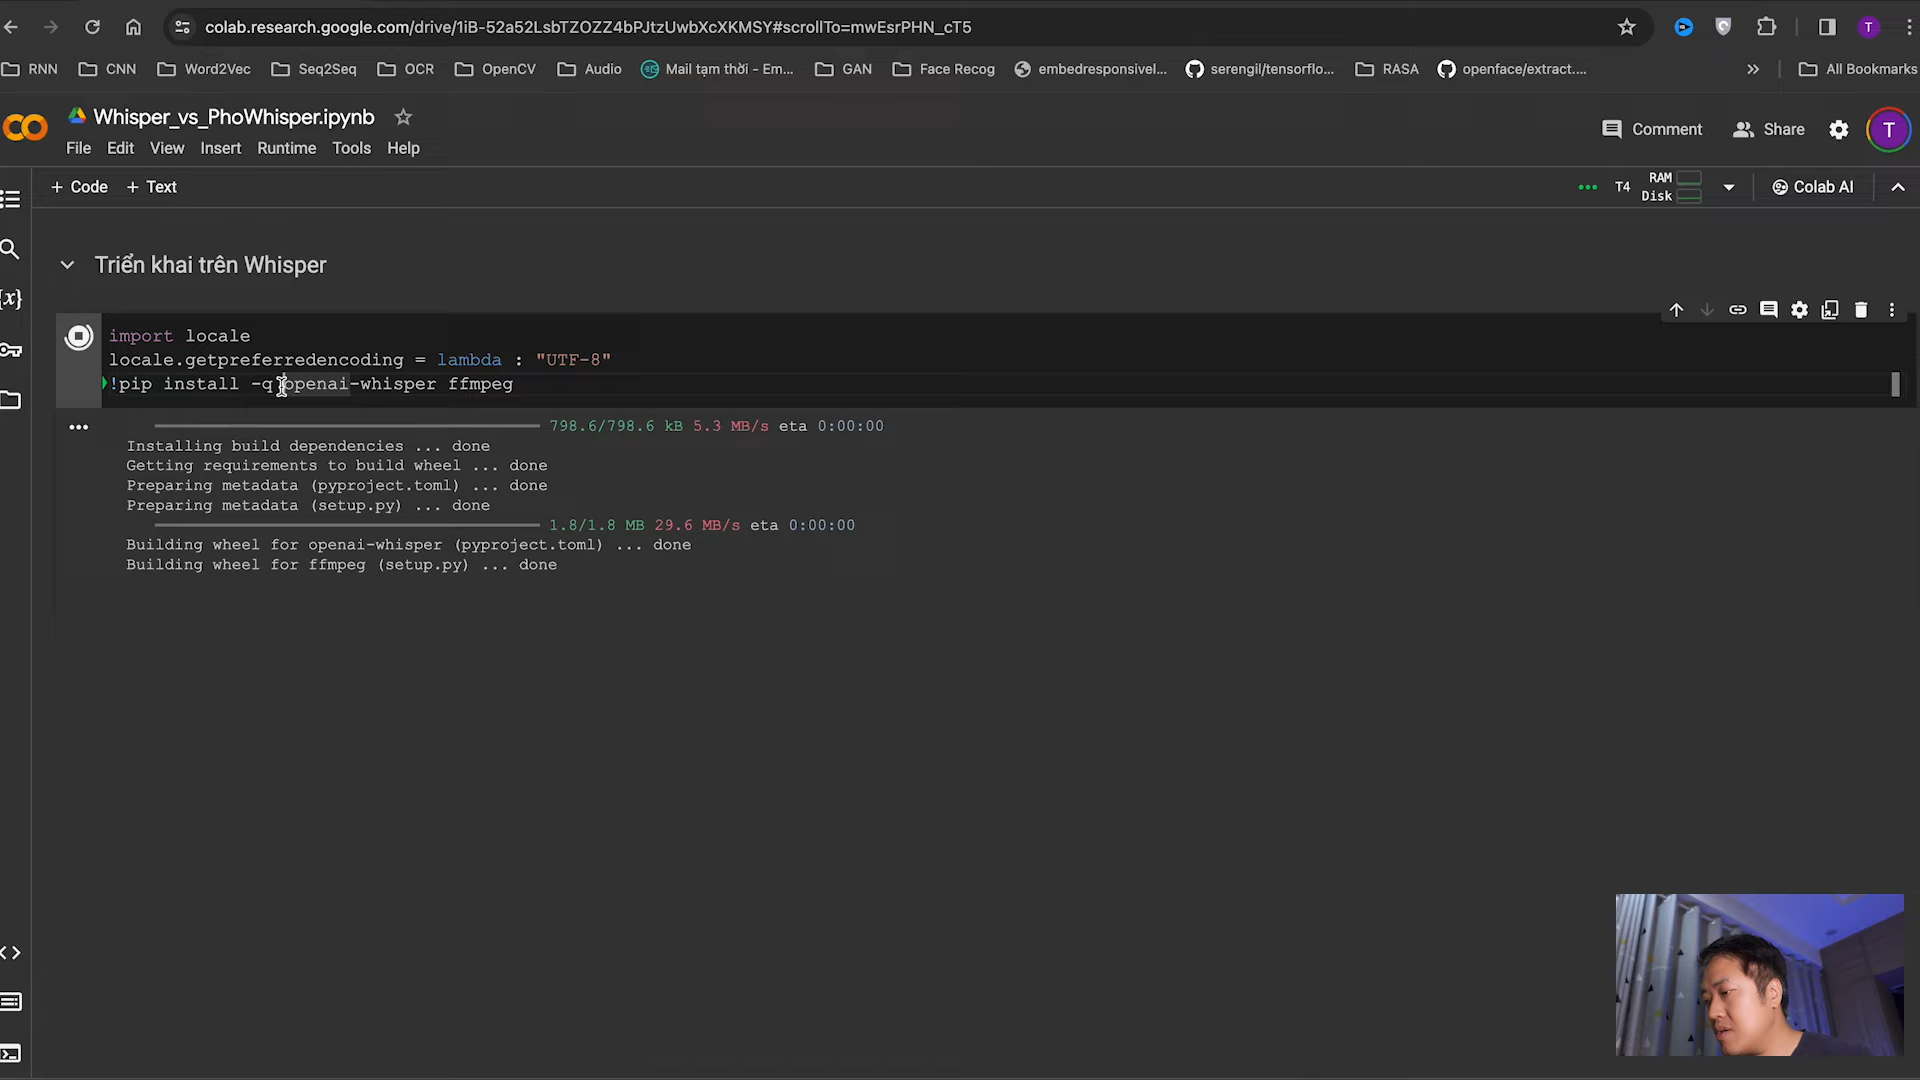 colab.research.google.com/drive/1iB-52a52LsbTZOZZ4bPJtzUwbXcXKMSY#scrollTo=mwEsrPHN_cT5
T
RNN CNN Word2Vec Seq2Seq OCR OpenCV Audio Mail tạm thời - Em... GAN Face Recog embedresponsivel... serengil/tensorflo... RASA openface/extract.... » All Bookmarks
Whisper_vs_PhoWhisper.ipynb
File Edit View Insert Runtime Tools Help
Comment Share T
+ Code + Text
T4 RAM
Disk
Colab AI
Triển khai trên Whisper
import locale
locale.getpreferredencoding = lambda : "UTF-8"
!pip install -q openai-whisper ffmpeg
798.6/798.6 kB 5.3 MB/s eta 0:00:00
Installing build dependencies ... done
Getting requirements to build wheel ... done
Preparing metadata (pyproject.toml) ... done
Preparing metadata (setup.py) ... done
1.8/1.8 MB 29.6 MB/s eta 0:00:00
Building wheel for openai-whisper (pyproject.toml) ... done
Building wheel for ffmpeg (setup.py) ... done